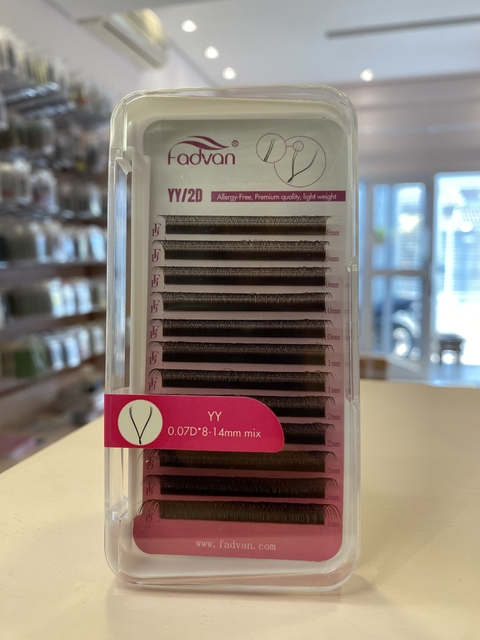 Fadvan®
YY/2D
Allergy-Free, Premium quality, light weight
YY
0.07D*8-14mm mix
www.fadvan.com